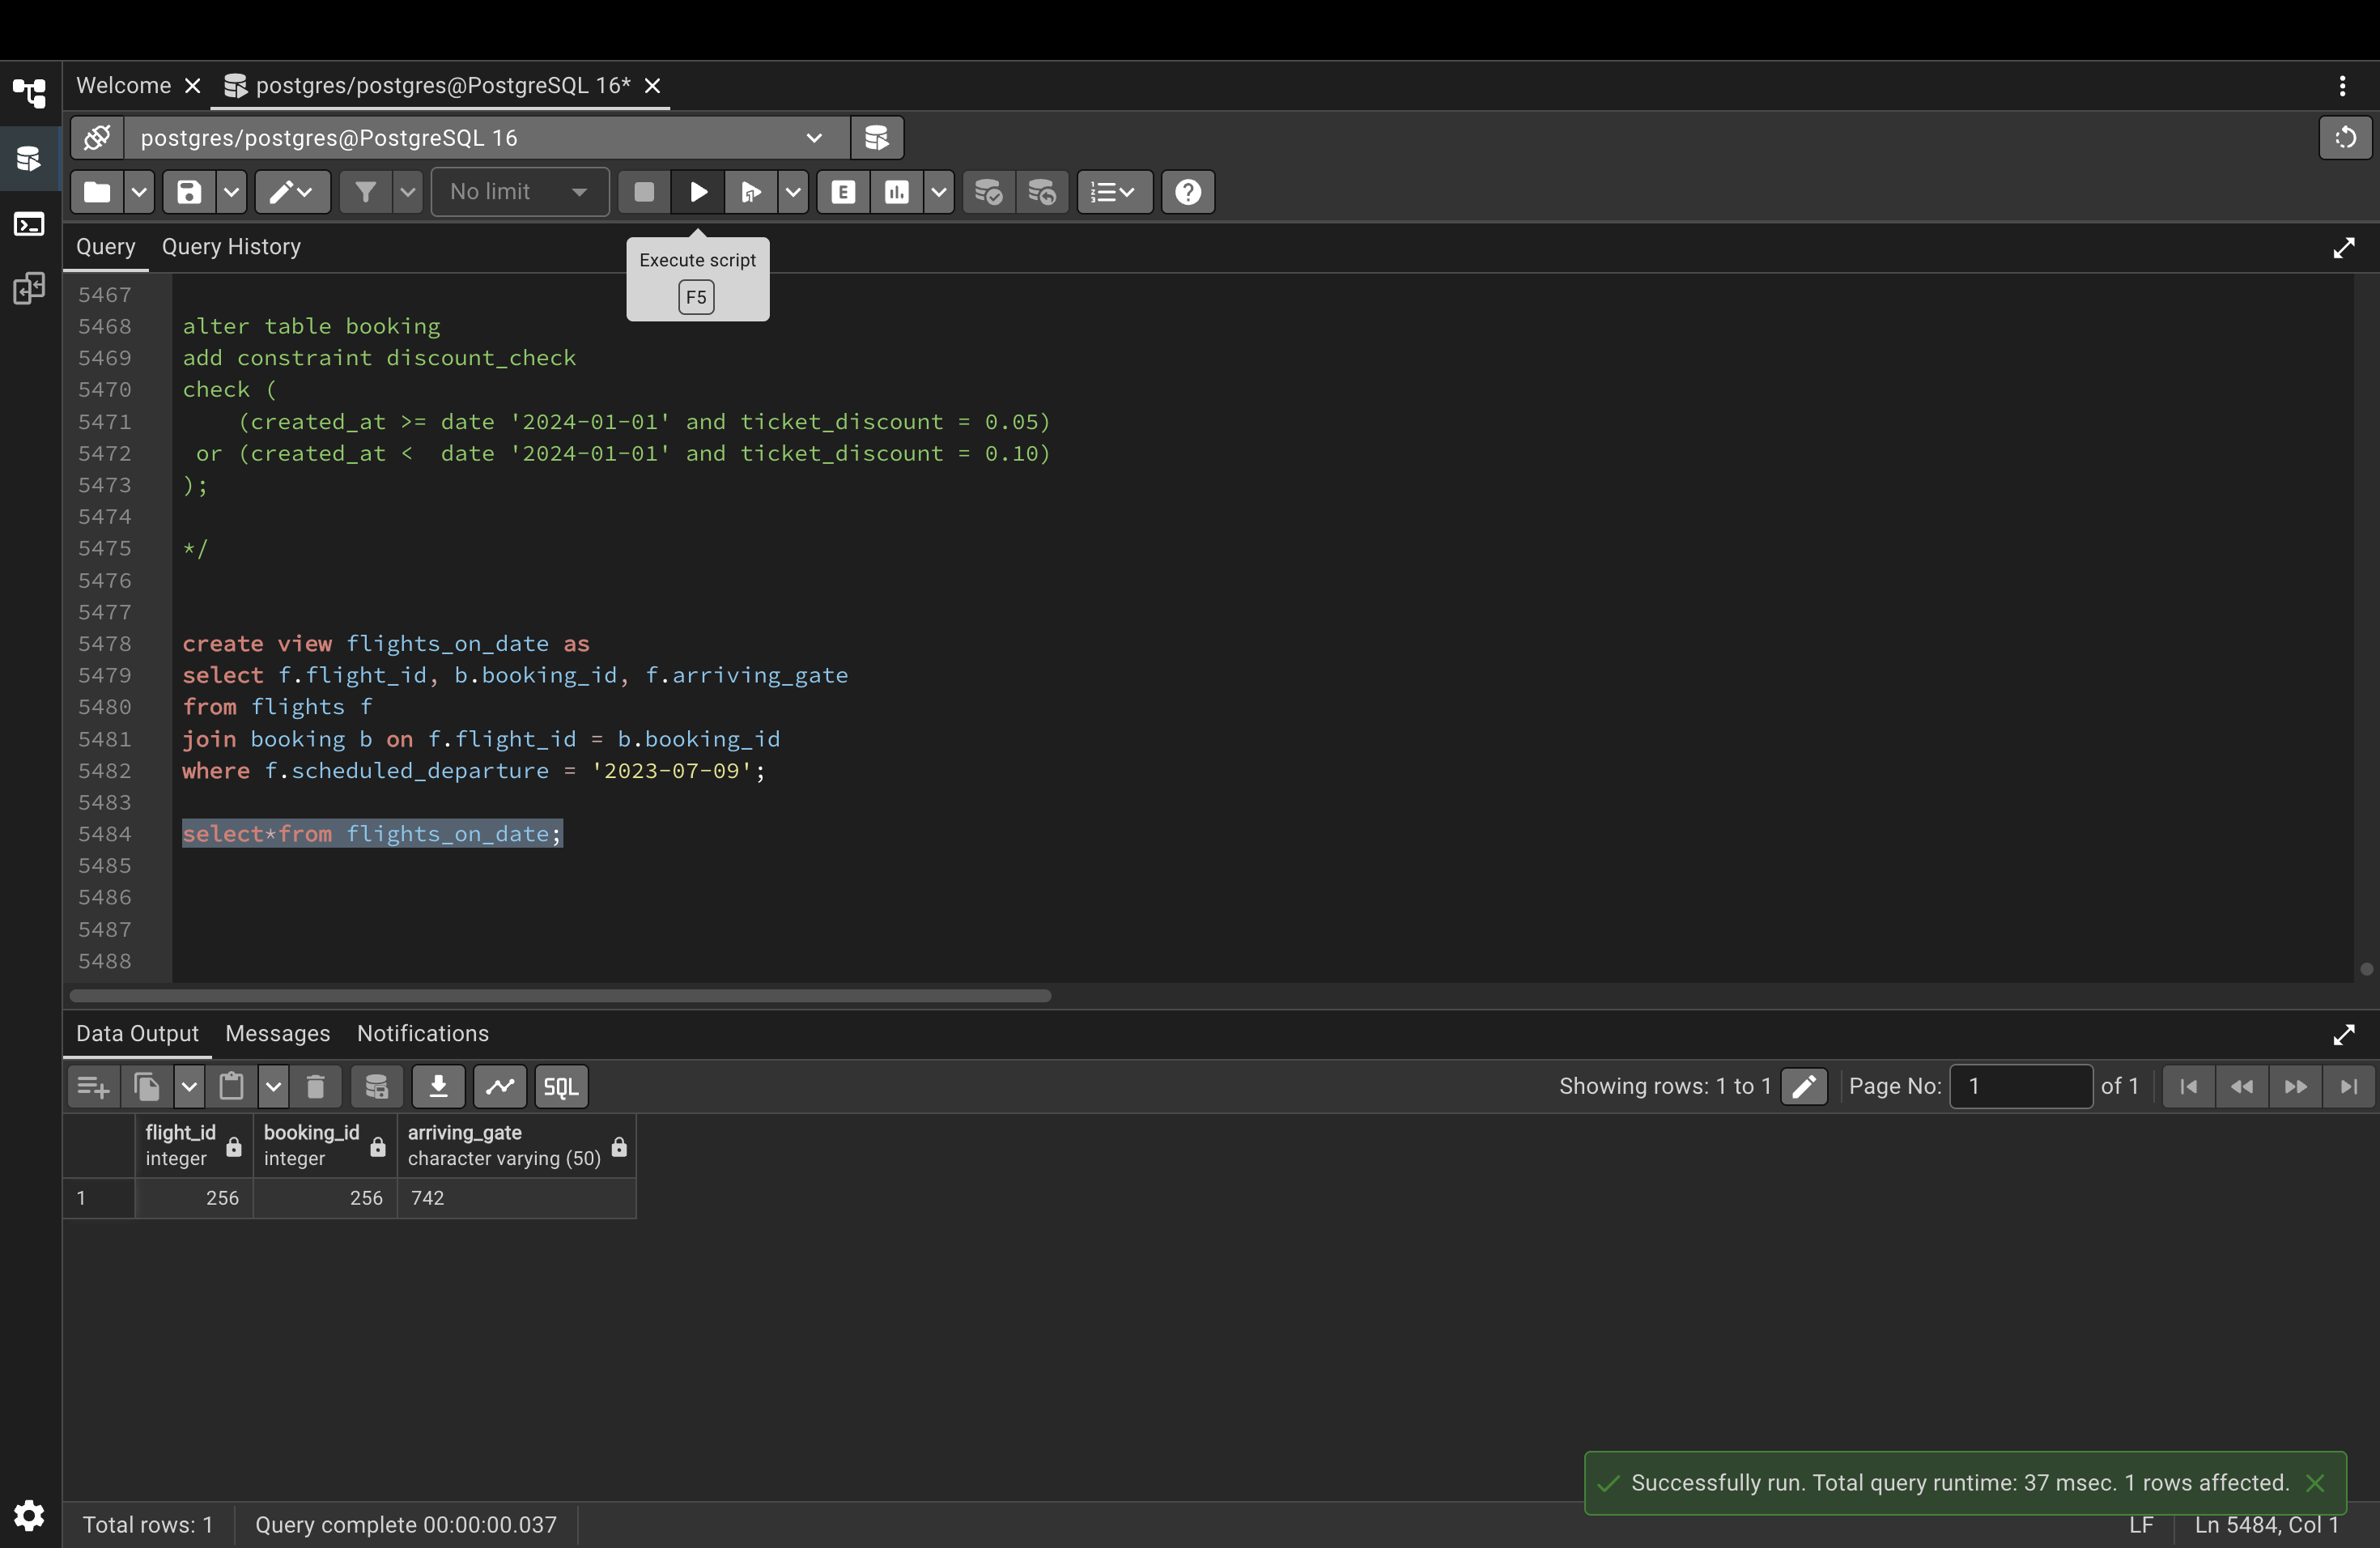 Welcome
postgres/postgres@PostgreSQL 16*
postgres/postgres@PostgreSQL 16
No limit
E
Query
Query History
Execute script
F5
5467
5468 alter table booking
5469 add constraint discount_check
5470 check (
5471     (created_at >= date '2024-01-01' and ticket_discount = 0.05)
5472  or (created_at <  date '2024-01-01' and ticket_discount = 0.10)
5473 );
5474
5475 */
5476
5477
5478 create view flights_on_date as
5479 select f.flight_id, b.booking_id, f.arriving_gate
5480 from flights f
5481 join booking b on f.flight_id = b.booking_id
5482 where f.scheduled_departure = '2023-07-09';
5483
5484 select*from flights_on_date;
5485
5486
5487
5488
Data Output
Messages
Notifications
SQL
Showing rows: 1 to 1
Page No: 1 of 1
flight_id booking_id arriving_gate
integer integer character varying (50)
1 256 256 742
Successfully run. Total query runtime: 37 msec. 1 rows affected.
Total rows: 1
Query complete 00:00:00.037
LF
Ln 5484, Col 1